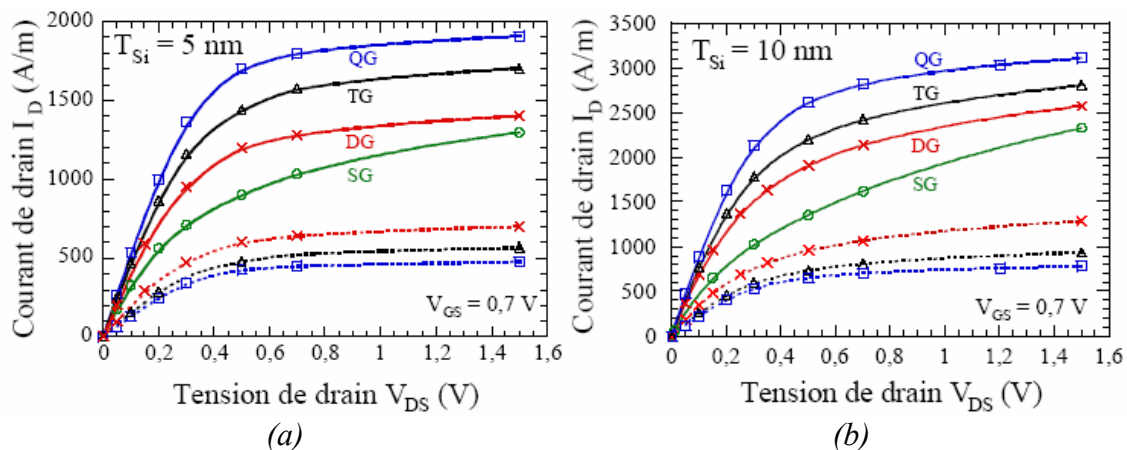 T_Si = 5 nm
QG
TG
DG
SG
V_GS = 0,7 V
2000
1500
1000
500
0
0 0,2 0,4 0,6 0,8 1 1,2 1,4 1,6
Courant de drain I_D (A/m)
Tension de drain V_DS (V)
(a)
T_Si = 10 nm
QG
TG
DG
SG
V_GS = 0,7 V
3500
3000
2500
2000
1500
1000
500
0
0 0,2 0,4 0,6 0,8 1 1,2 1,4 1,6
Courant de drain I_D (A/m)
Tension de drain V_DS (V)
(b)